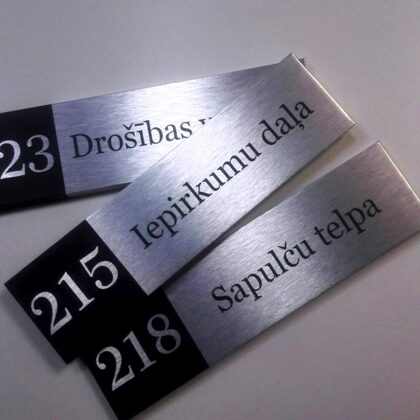 23 Drošības
215 Iepirkumu daļa
218 Sapulču telpa